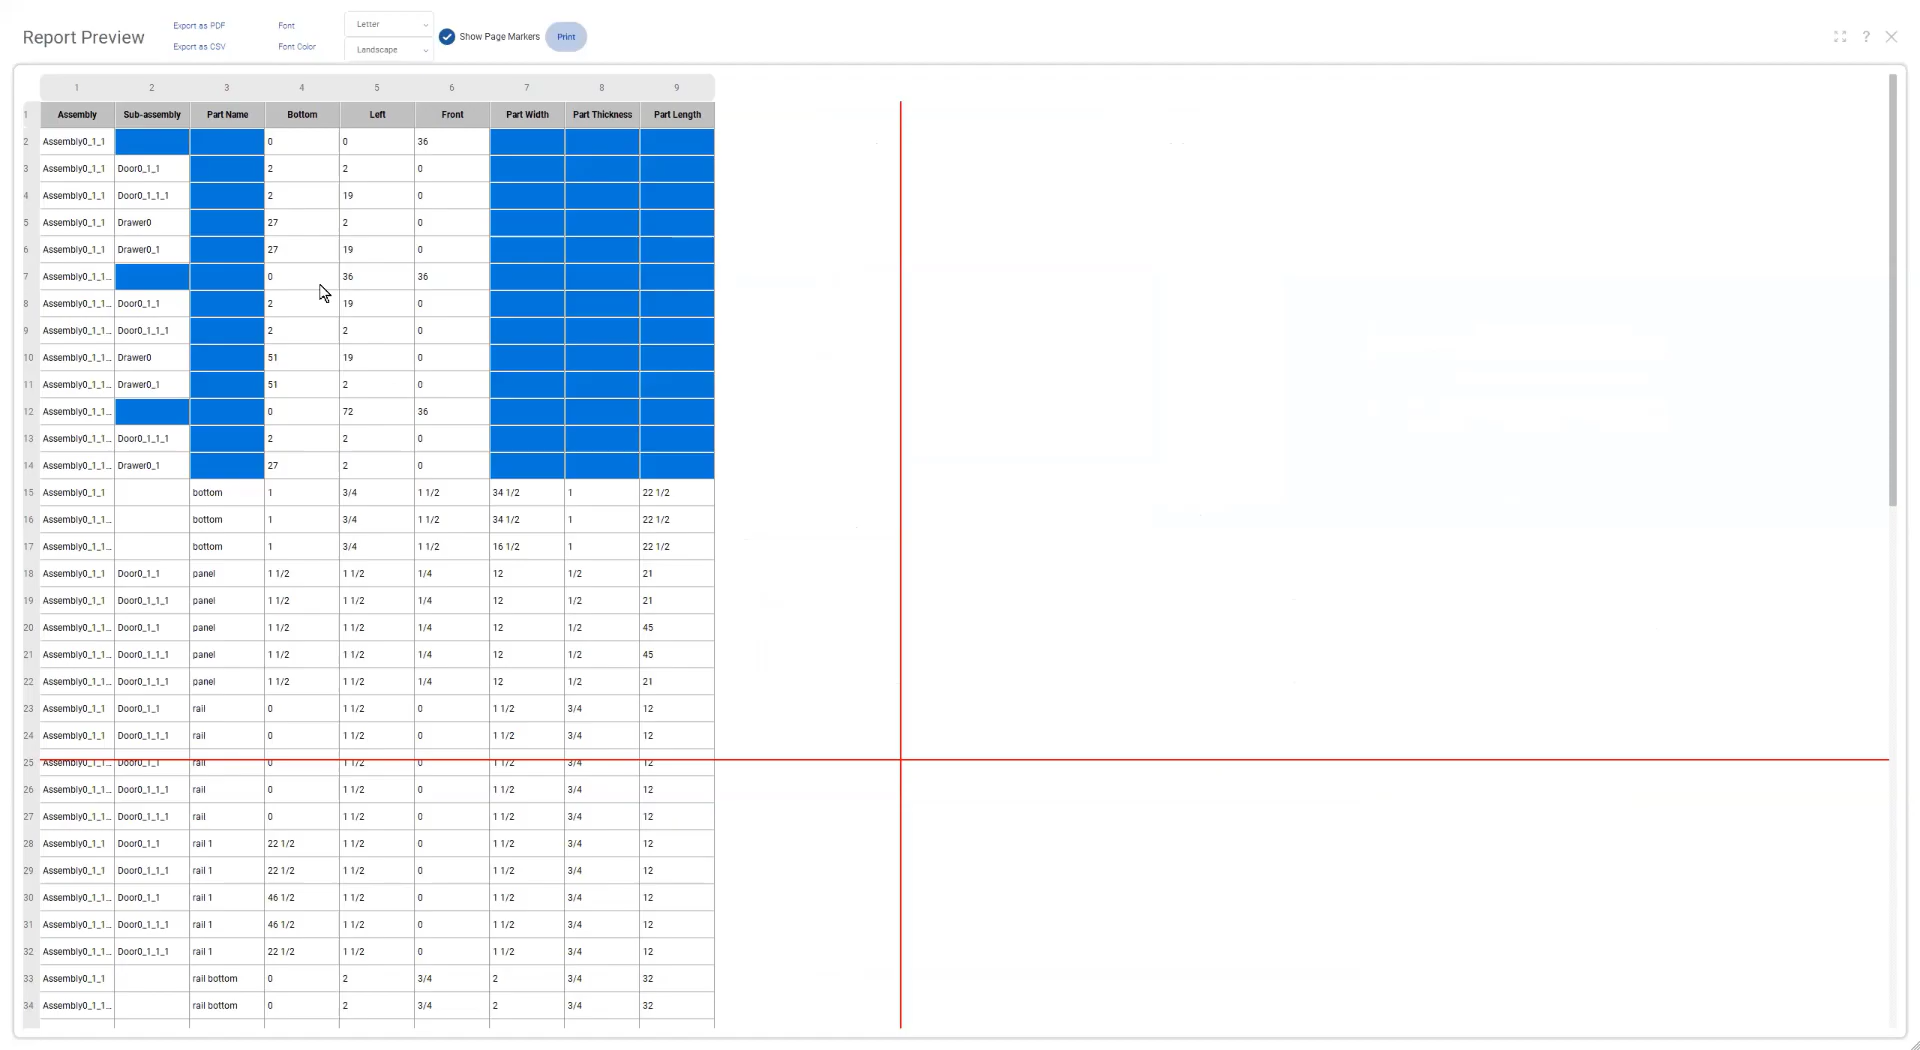 Report Preview
Export as PDF
Export as CSV
Font
Font Color
Letter
Landscape
Show Page Markers
Print
?
1 2 3 4 5 6 7 8 9
1 Assembly Sub-assembly Part Name Bottom Left Front Part Width Part Thickness Part Length
2 Assembly0_1_1 0 0 36
3 Assembly0_1_1 Door0_1_1 2 2 0
4 Assembly0_1_1 Door0_1_1_1 2 19 0
5 Assembly0_1_1 Drawer0 27 2 0
6 Assembly0_1_1 Drawer0_1 27 19 0
7 Assembly0_1_1... 0 36 36
8 Assembly0_1_1... Door0_1_1 2 19 0
9 Assembly0_1_1... Door0_1_1_1 2 2 0
10 Assembly0_1_1... Drawer0 51 19 0
11 Assembly0_1_1... Drawer0_1 51 2 0
12 Assembly0_1_1... 0 72 36
13 Assembly0_1_1... Door0_1_1_1 2 2 0
14 Assembly0_1_1... Drawer0_1 27 2 0
15 Assembly0_1_1 bottom 1 3/4 1 1/2 34 1/2 1 22 1/2
16 Assembly0_1_1... bottom 1 3/4 1 1/2 34 1/2 1 22 1/2
17 Assembly0_1_1... bottom 1 3/4 1 1/2 16 1/2 1 22 1/2
18 Assembly0_1_1 Door0_1_1 panel 1 1/2 1 1/2 1/4 12 1/2 21
19 Assembly0_1_1 Door0_1_1_1 panel 1 1/2 1 1/2 1/4 12 1/2 21
20 Assembly0_1_1... Door0_1_1 panel 1 1/2 1 1/2 1/4 12 1/2 45
21 Assembly0_1_1... Door0_1_1_1 panel 1 1/2 1 1/2 1/4 12 1/2 45
22 Assembly0_1_1... Door0_1_1_1 panel 1 1/2 1 1/2 1/4 12 1/2 21
23 Assembly0_1_1 Door0_1_1 rail 0 1 1/2 0 1 1/2 3/4 12
24 Assembly0_1_1 Door0_1_1_1 rail 0 1 1/2 0 1 1/2 3/4 12
25 Assembly0_1_1... Door0_1_1 rail 0 1 1/2 0 1 1/2 3/4 12
26 Assembly0_1_1... Door0_1_1_1 rail 0 1 1/2 0 1 1/2 3/4 12
27 Assembly0_1_1... Door0_1_1_1 rail 0 1 1/2 0 1 1/2 3/4 12
28 Assembly0_1_1 Door0_1_1 rail 1 22 1/2 1 1/2 0 1 1/2 3/4 12
29 Assembly0_1_1 Door0_1_1_1 rail 1 22 1/2 1 1/2 0 1 1/2 3/4 12
30 Assembly0_1_1... Door0_1_1 rail 1 46 1/2 1 1/2 0 1 1/2 3/4 12
31 Assembly0_1_1... Door0_1_1_1 rail 1 46 1/2 1 1/2 0 1 1/2 3/4 12
32 Assembly0_1_1... Door0_1_1_1 rail 1 22 1/2 1 1/2 0 1 1/2 3/4 12
33 Assembly0_1_1 rail bottom 0 2 3/4 2 3/4 32
34 Assembly0_1_1... rail bottom 0 2 3/4 2 3/4 32